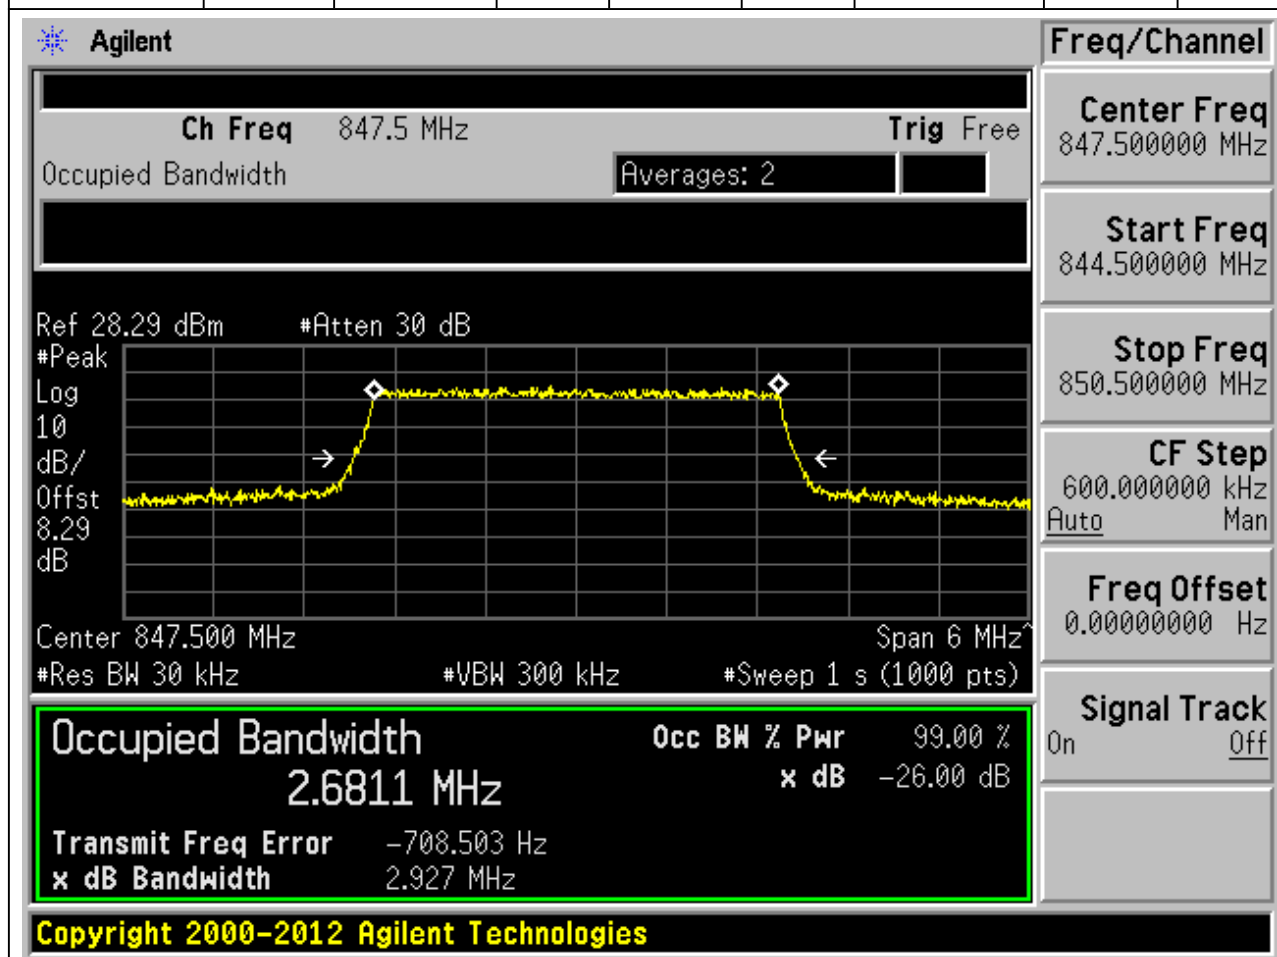 Agilent
Freq/Channel
Ch Freq 847.5 MHz Trig Free
Occupied Bandwidth Averages: 2
Center Freq
847.500000 MHz
Start Freq
844.500000 MHz
Ref 28.29 dBm #Atten 30 dB
#Peak
Log
10
dB/
Offst
8.29
dB
Stop Freq
850.500000 MHz
CF Step
600.000000 kHz
Auto Man
Freq Offset
0.00000000 Hz
Center 847.500 MHz Span 6 MHz^
#Res BW 30 kHz #VBW 300 kHz #Sweep 1 s (1000 pts)
Signal Track
On Off
Occupied Bandwidth Occ BW % Pwr 99.00 %
2.6811 MHz x dB -26.00 dB
Transmit Freq Error -708.503 Hz
x dB Bandwidth 2.927 MHz
Copyright 2000-2012 Agilent Technologies